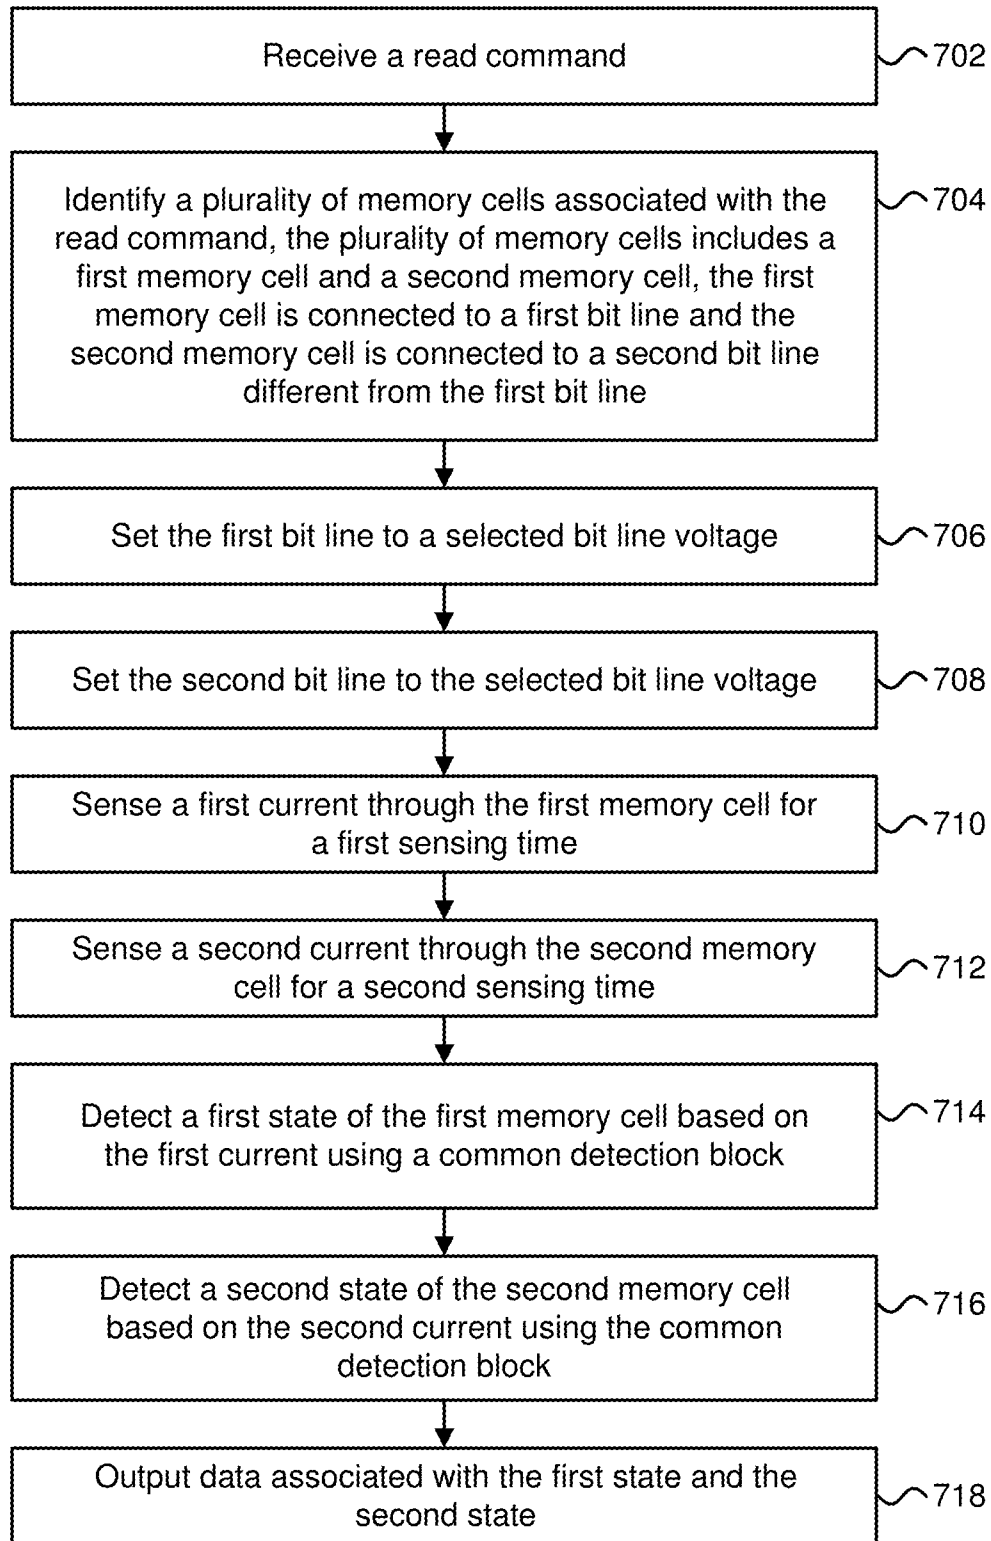 Receive a read command
702
Identify a plurality of memory cells associated with the
read command, the plurality of memory cells includes a
first memory cell and a second memory cell, the first
memory cell is connected to a first bit line and the
second memory cell is connected to a second bit line
different from the first bit line
704
Set the first bit line to a selected bit line voltage
706
Set the second bit line to the selected bit line voltage
708
Sense a first current through the first memory cell for
a first sensing time
710
Sense a second current through the second memory
cell for a second sensing time
712
Detect a first state of the first memory cell based on
the first current using a common detection block
714
Detect a second state of the second memory cell
based on the second current using the common
detection block
716
Output data associated with the first state and the
second state
718